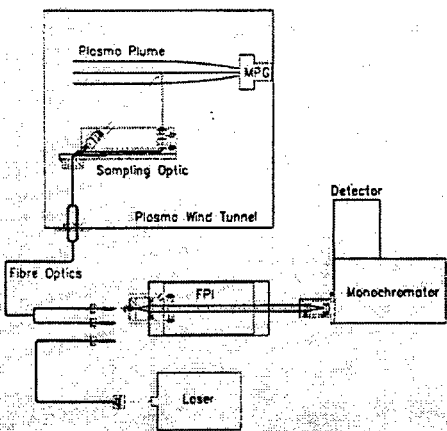 Plasma Plume
MPG
Sampling Optic
Plasma Wind Tunnel
Detector
Fibre Optics
FPI
Monochromator
Laser